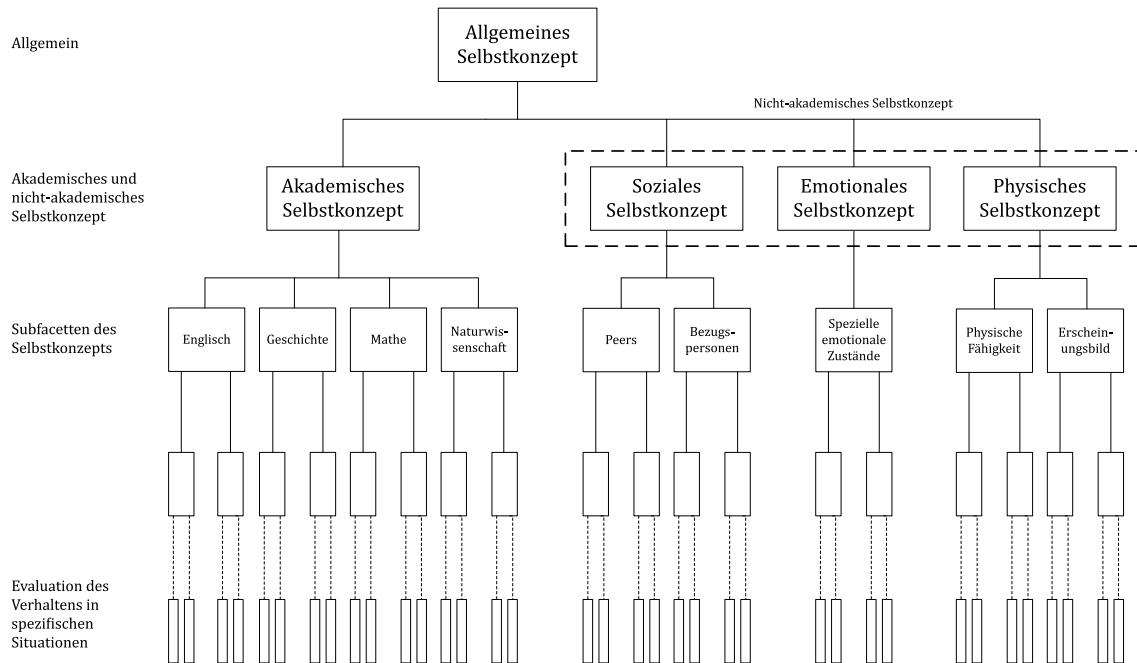 Allgemein
Allgemeines
Selbstkonzept
Nicht-akademisches Selbstkonzept
Akademisches und
nicht-akademisches
Selbstkonzept
Akademisches
Selbstkonzept
Soziales
Selbstkonzept
Emotionales
Selbstkonzept
Physisches
Selbstkonzept
Subfacetten des
Selbstkonzepts
Englisch
Geschichte
Mathe
Naturwis-
senschaft
Peers
Bezugs-
personen
Spezielle
emotionale
Zustände
Physische
Fähigkeit
Erschein-
ungsbild
Evaluation des
Verhaltens in
spezifischen
Situationen